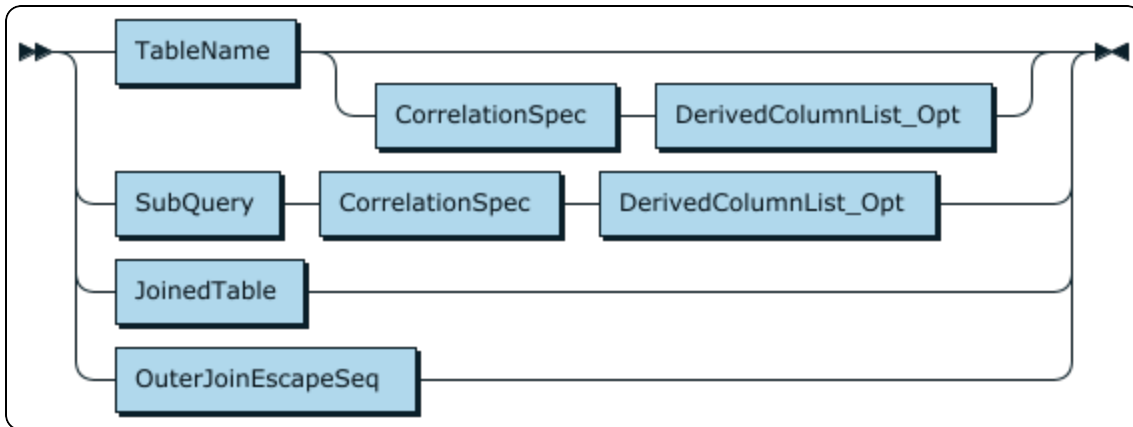 TableName
CorrelationSpec DerivedColumnList_Opt
SubQuery CorrelationSpec DerivedColumnList_Opt
JoinedTable
OuterJoinEscapeSeq